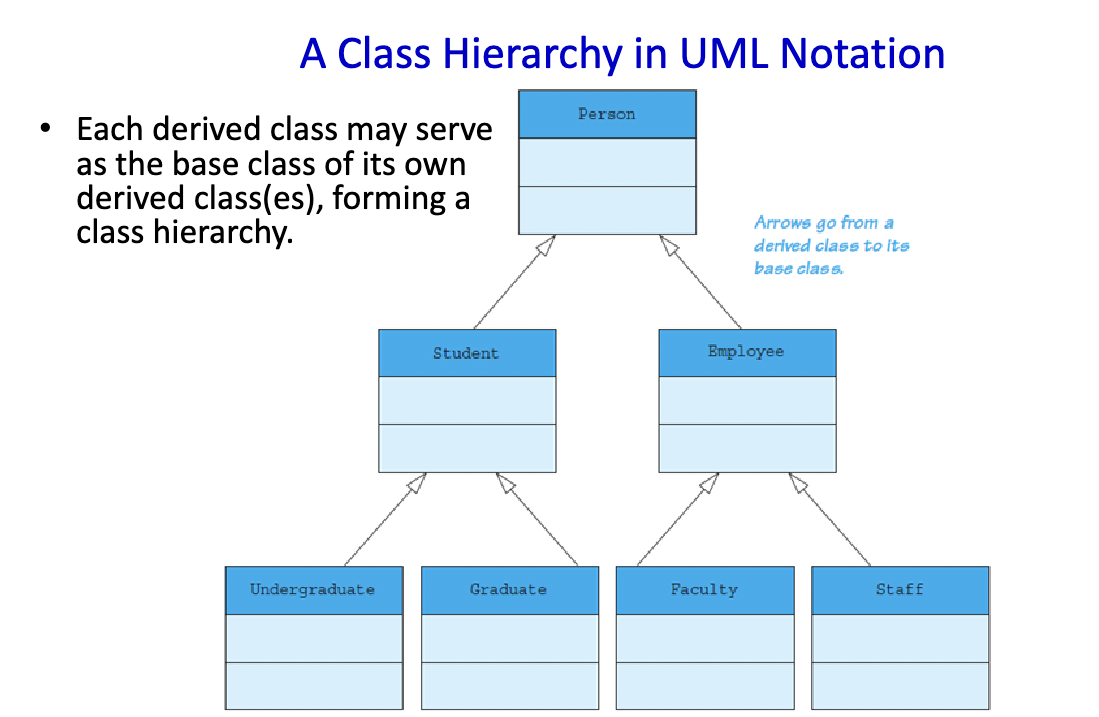 A Class Hierarchy in UML Notation
• Each derived class may serve
as the base class of its own
derived class(es), forming a
class hierarchy.
Person
Arrows go from a
derived class to its
base class.
Student
Employee
Undergraduate
Graduate
Faculty
Staff